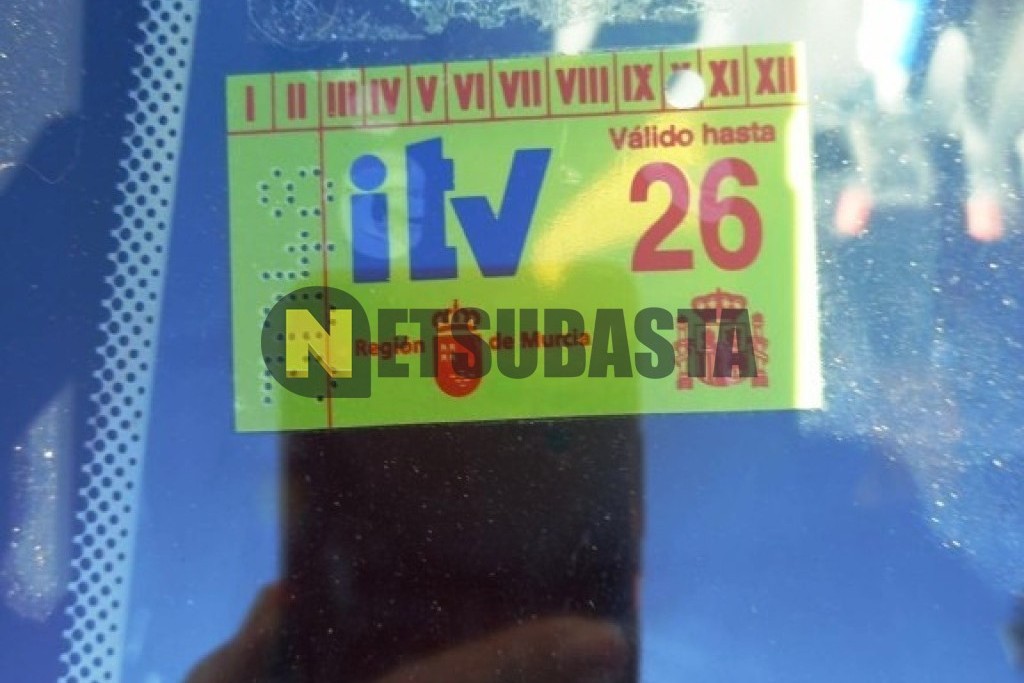 I II III IV V VI VII VIII IX X XI XII
Válido hasta
itv 26
NETSUBASTA
Región de Murcia